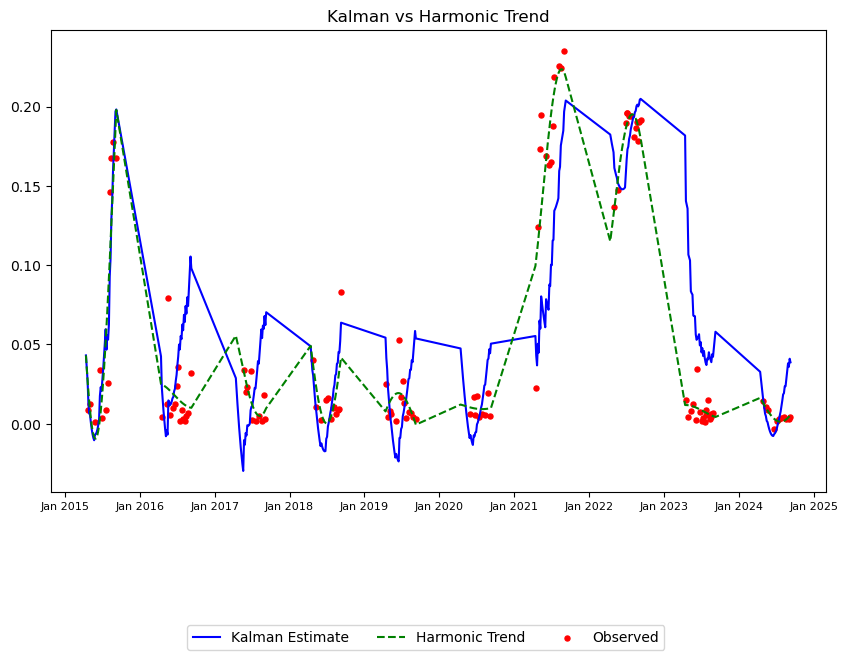 Kalman vs Harmonic Trend
0.20
0.15
0.10
0.05
0.00
Jan 2015 Jan 2016 Jan 2017 Jan 2018 Jan 2019 Jan 2020 Jan 2021 Jan 2022 Jan 2023 Jan 2024 Jan 2025
Kalman Estimate Harmonic Trend Observed